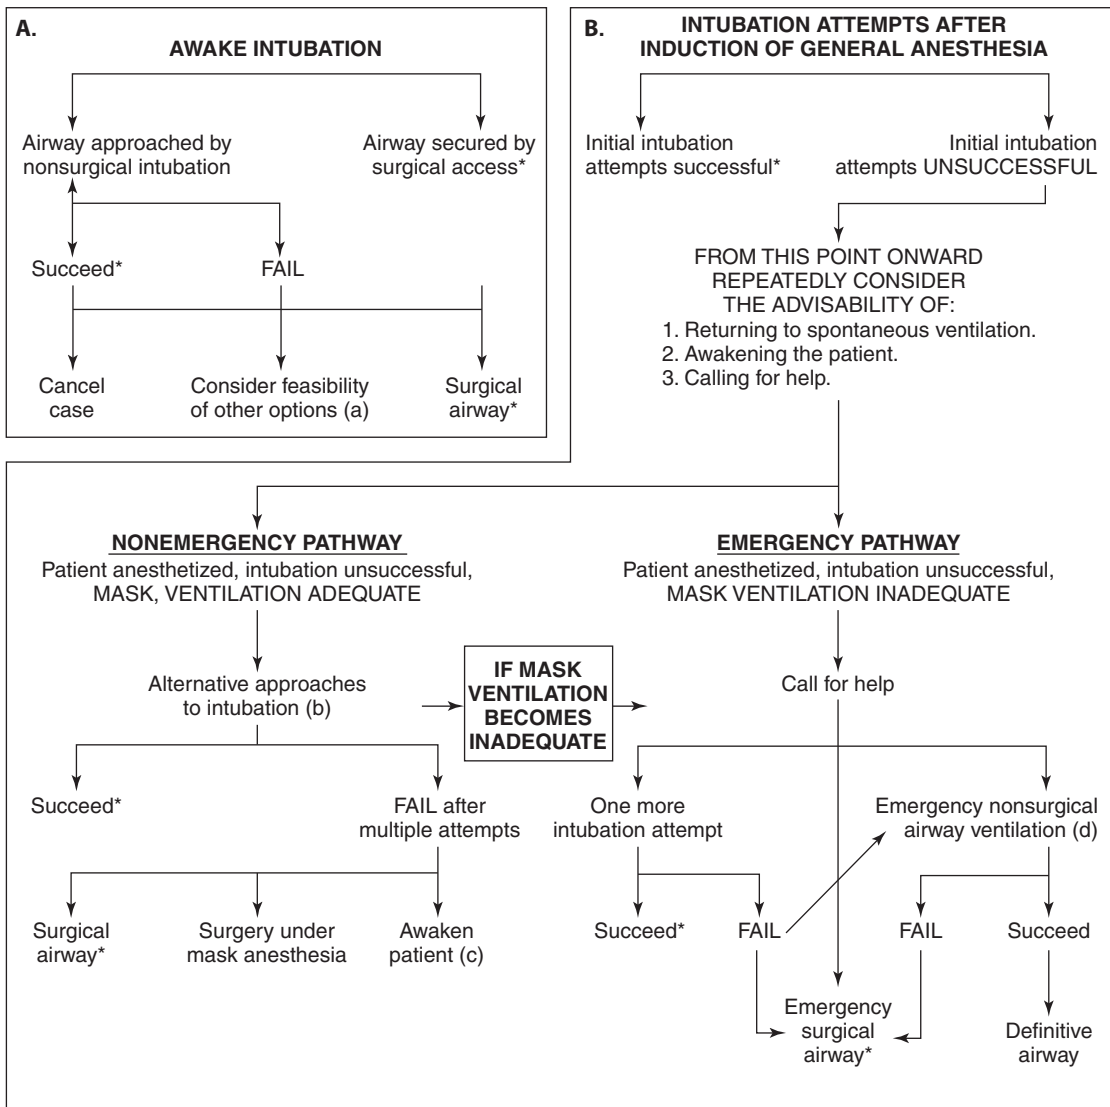 A.
AWAKE INTUBATION
Airway approached by
nonsurgical intubation
Airway secured by
surgical access*
Succeed*
FAIL
Cancel
case
Consider feasibility
of other options (a)
Surgical
airway*
B.
INTUBATION ATTEMPTS AFTER
INDUCTION OF GENERAL ANESTHESIA
Initial intubation
attempts successful*
Initial intubation
attempts UNSUCCESSFUL
FROM THIS POINT ONWARD
REPEATEDLY CONSIDER
THE ADVISABILITY OF:
1. Returning to spontaneous ventilation.
2. Awakening the patient.
3. Calling for help.
NONEMERGENCY PATHWAY
Patient anesthetized, intubation unsuccessful,
MASK, VENTILATION ADEQUATE
EMERGENCY PATHWAY
Patient anesthetized, intubation unsuccessful,
MASK VENTILATION INADEQUATE
Alternative approaches
to intubation (b)
IF MASK
VENTILATION
BECOMES
INADEQUATE
Call for help
Succeed*
FAIL after
multiple attempts
One more
intubation attempt
Emergency nonsurgical
airway ventilation (d)
Surgical
airway*
Surgery under
mask anesthesia
Awaken
patient (c)
Succeed*
FAIL
FAIL
Succeed
Emergency
surgical
airway*
Definitive
airway